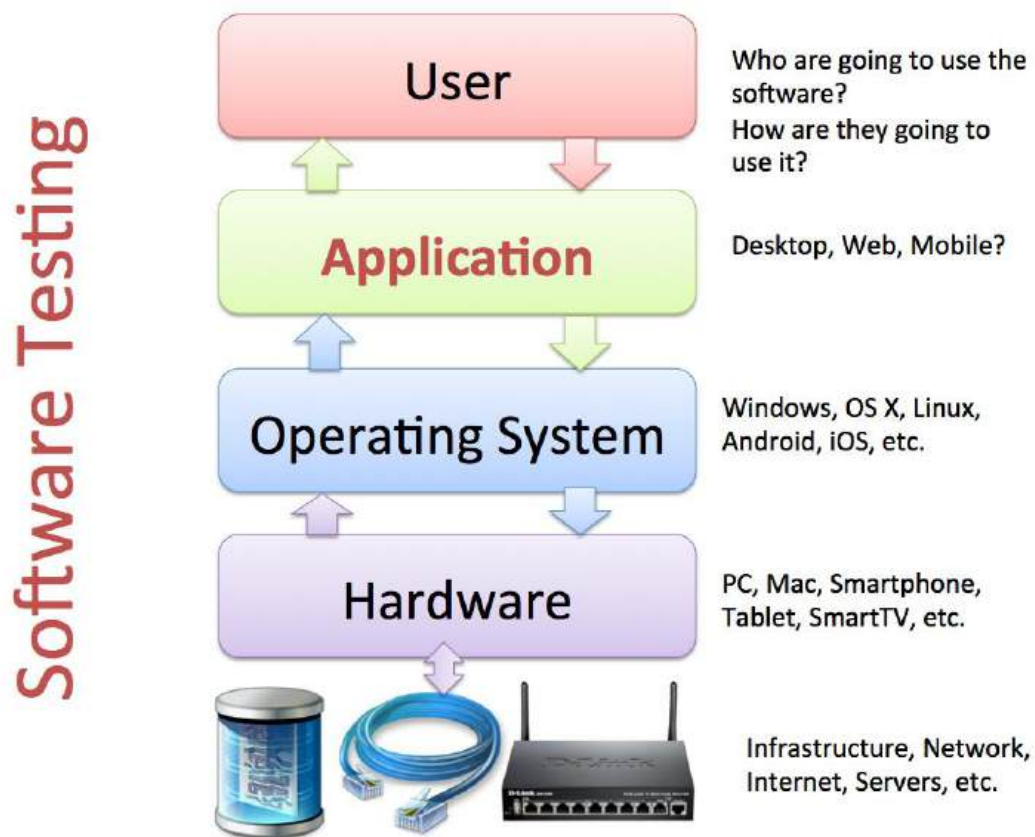 Software Testing
User
Who are going to use the
software?
How are they going to
use it?
Application
Desktop, Web, Mobile?
Operating System
Windows, OS X, Linux,
Android, iOS, etc.
Hardware
PC, Mac, Smartphone,
Tablet, SmartTV, etc.
D-Link
Infrastructure, Network,
Internet, Servers, etc.